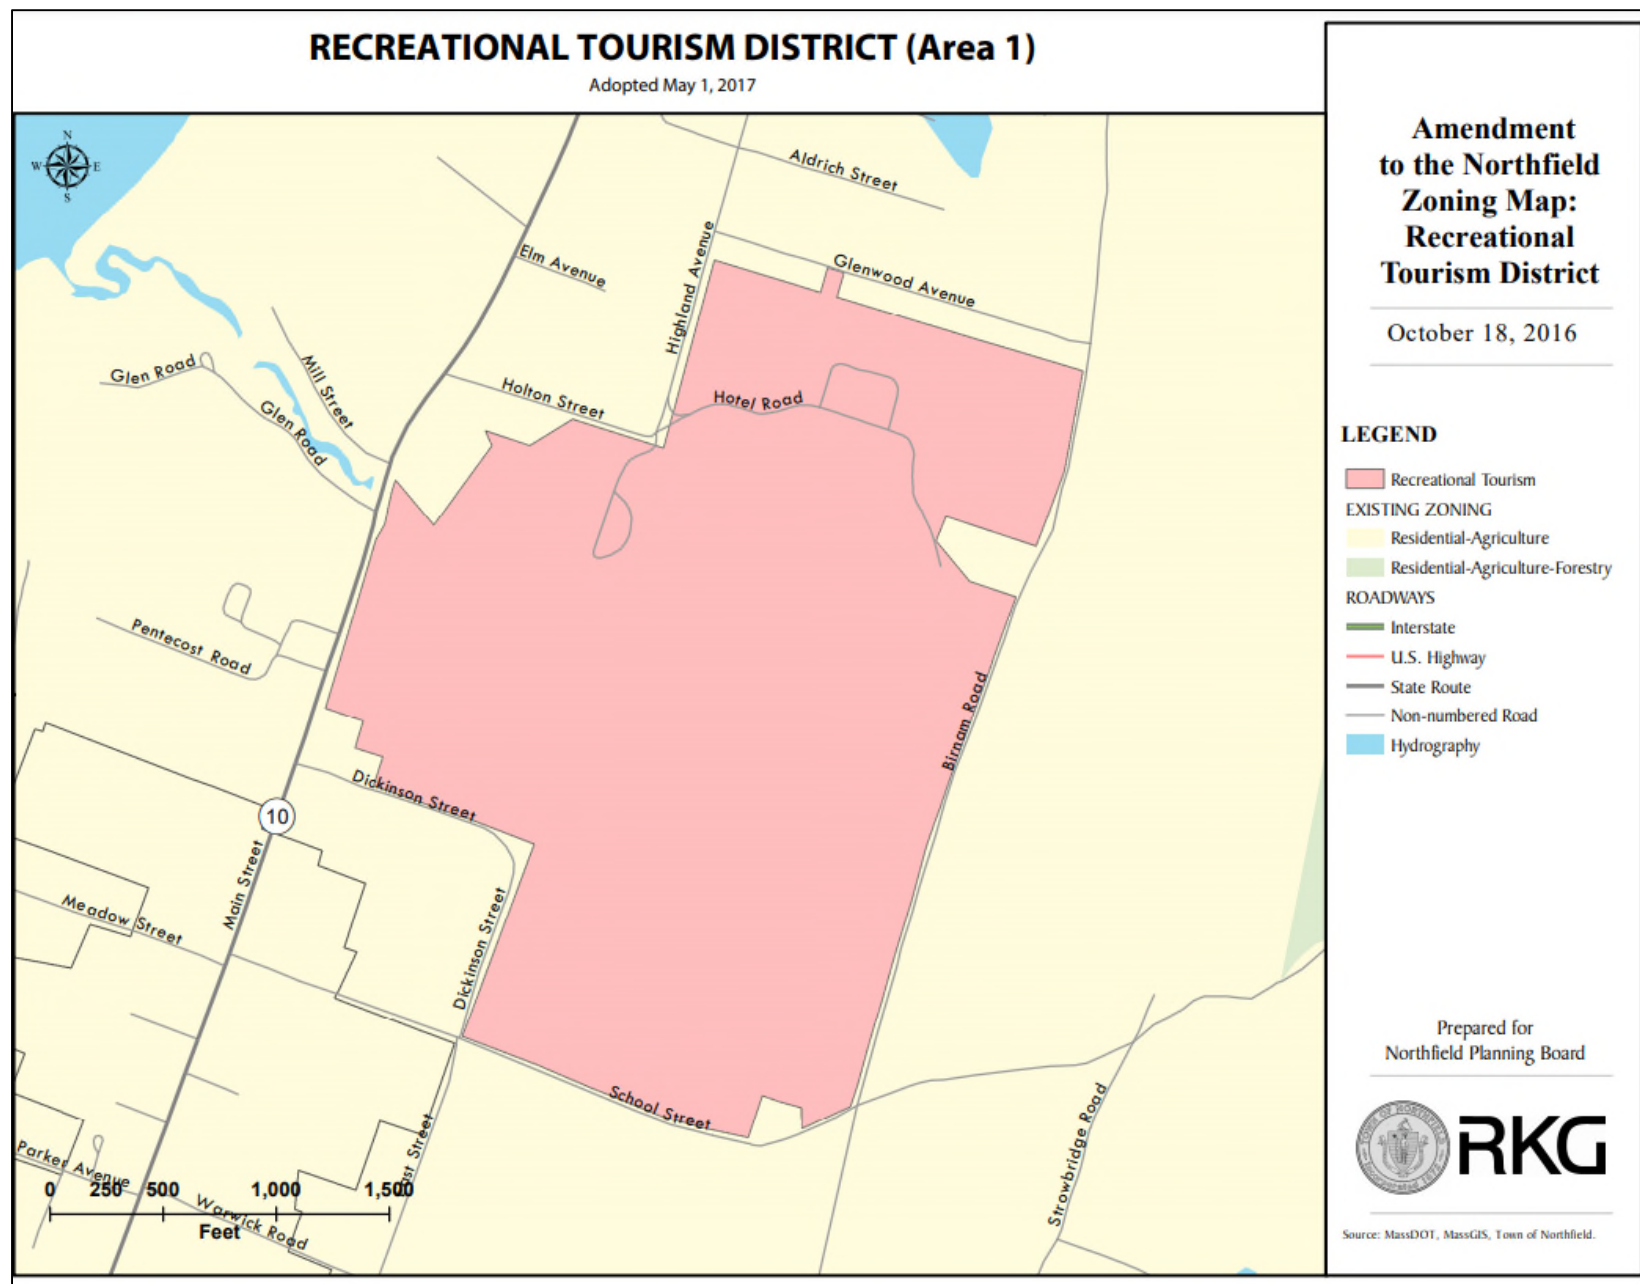 RECREATIONAL TOURISM DISTRICT (Area 1)
Adopted May 1, 2017
N
W
E
S
Aldrich Street
Elm Avenue
Highland Avenue
Glenwood Avenue
Glen Road
Mill Street
Glen Road
Holton Street
Hotel Road
Pentecost Road
Birnam Road
Dickinson Street
10
Main Street
Meadow Street
Dickinson Street
School Street
Strowbridge Road
Parker Avenue
Street
Warwick Road
0 250 500 1,000 1,500
Feet
Amendment
to the Northfield
Zoning Map:
Recreational
Tourism District
October 18, 2016
LEGEND
Recreational Tourism
EXISTING ZONING
Residential-Agriculture
Residential-Agriculture-Forestry
ROADWAYS
Interstate
U.S. Highway
State Route
Non-numbered Road
Hydrography
Prepared for
Northfield Planning Board
TOWN OF NORTHFIELD
RKG
Source: MassDOT, MassGIS, Town of Northfield.